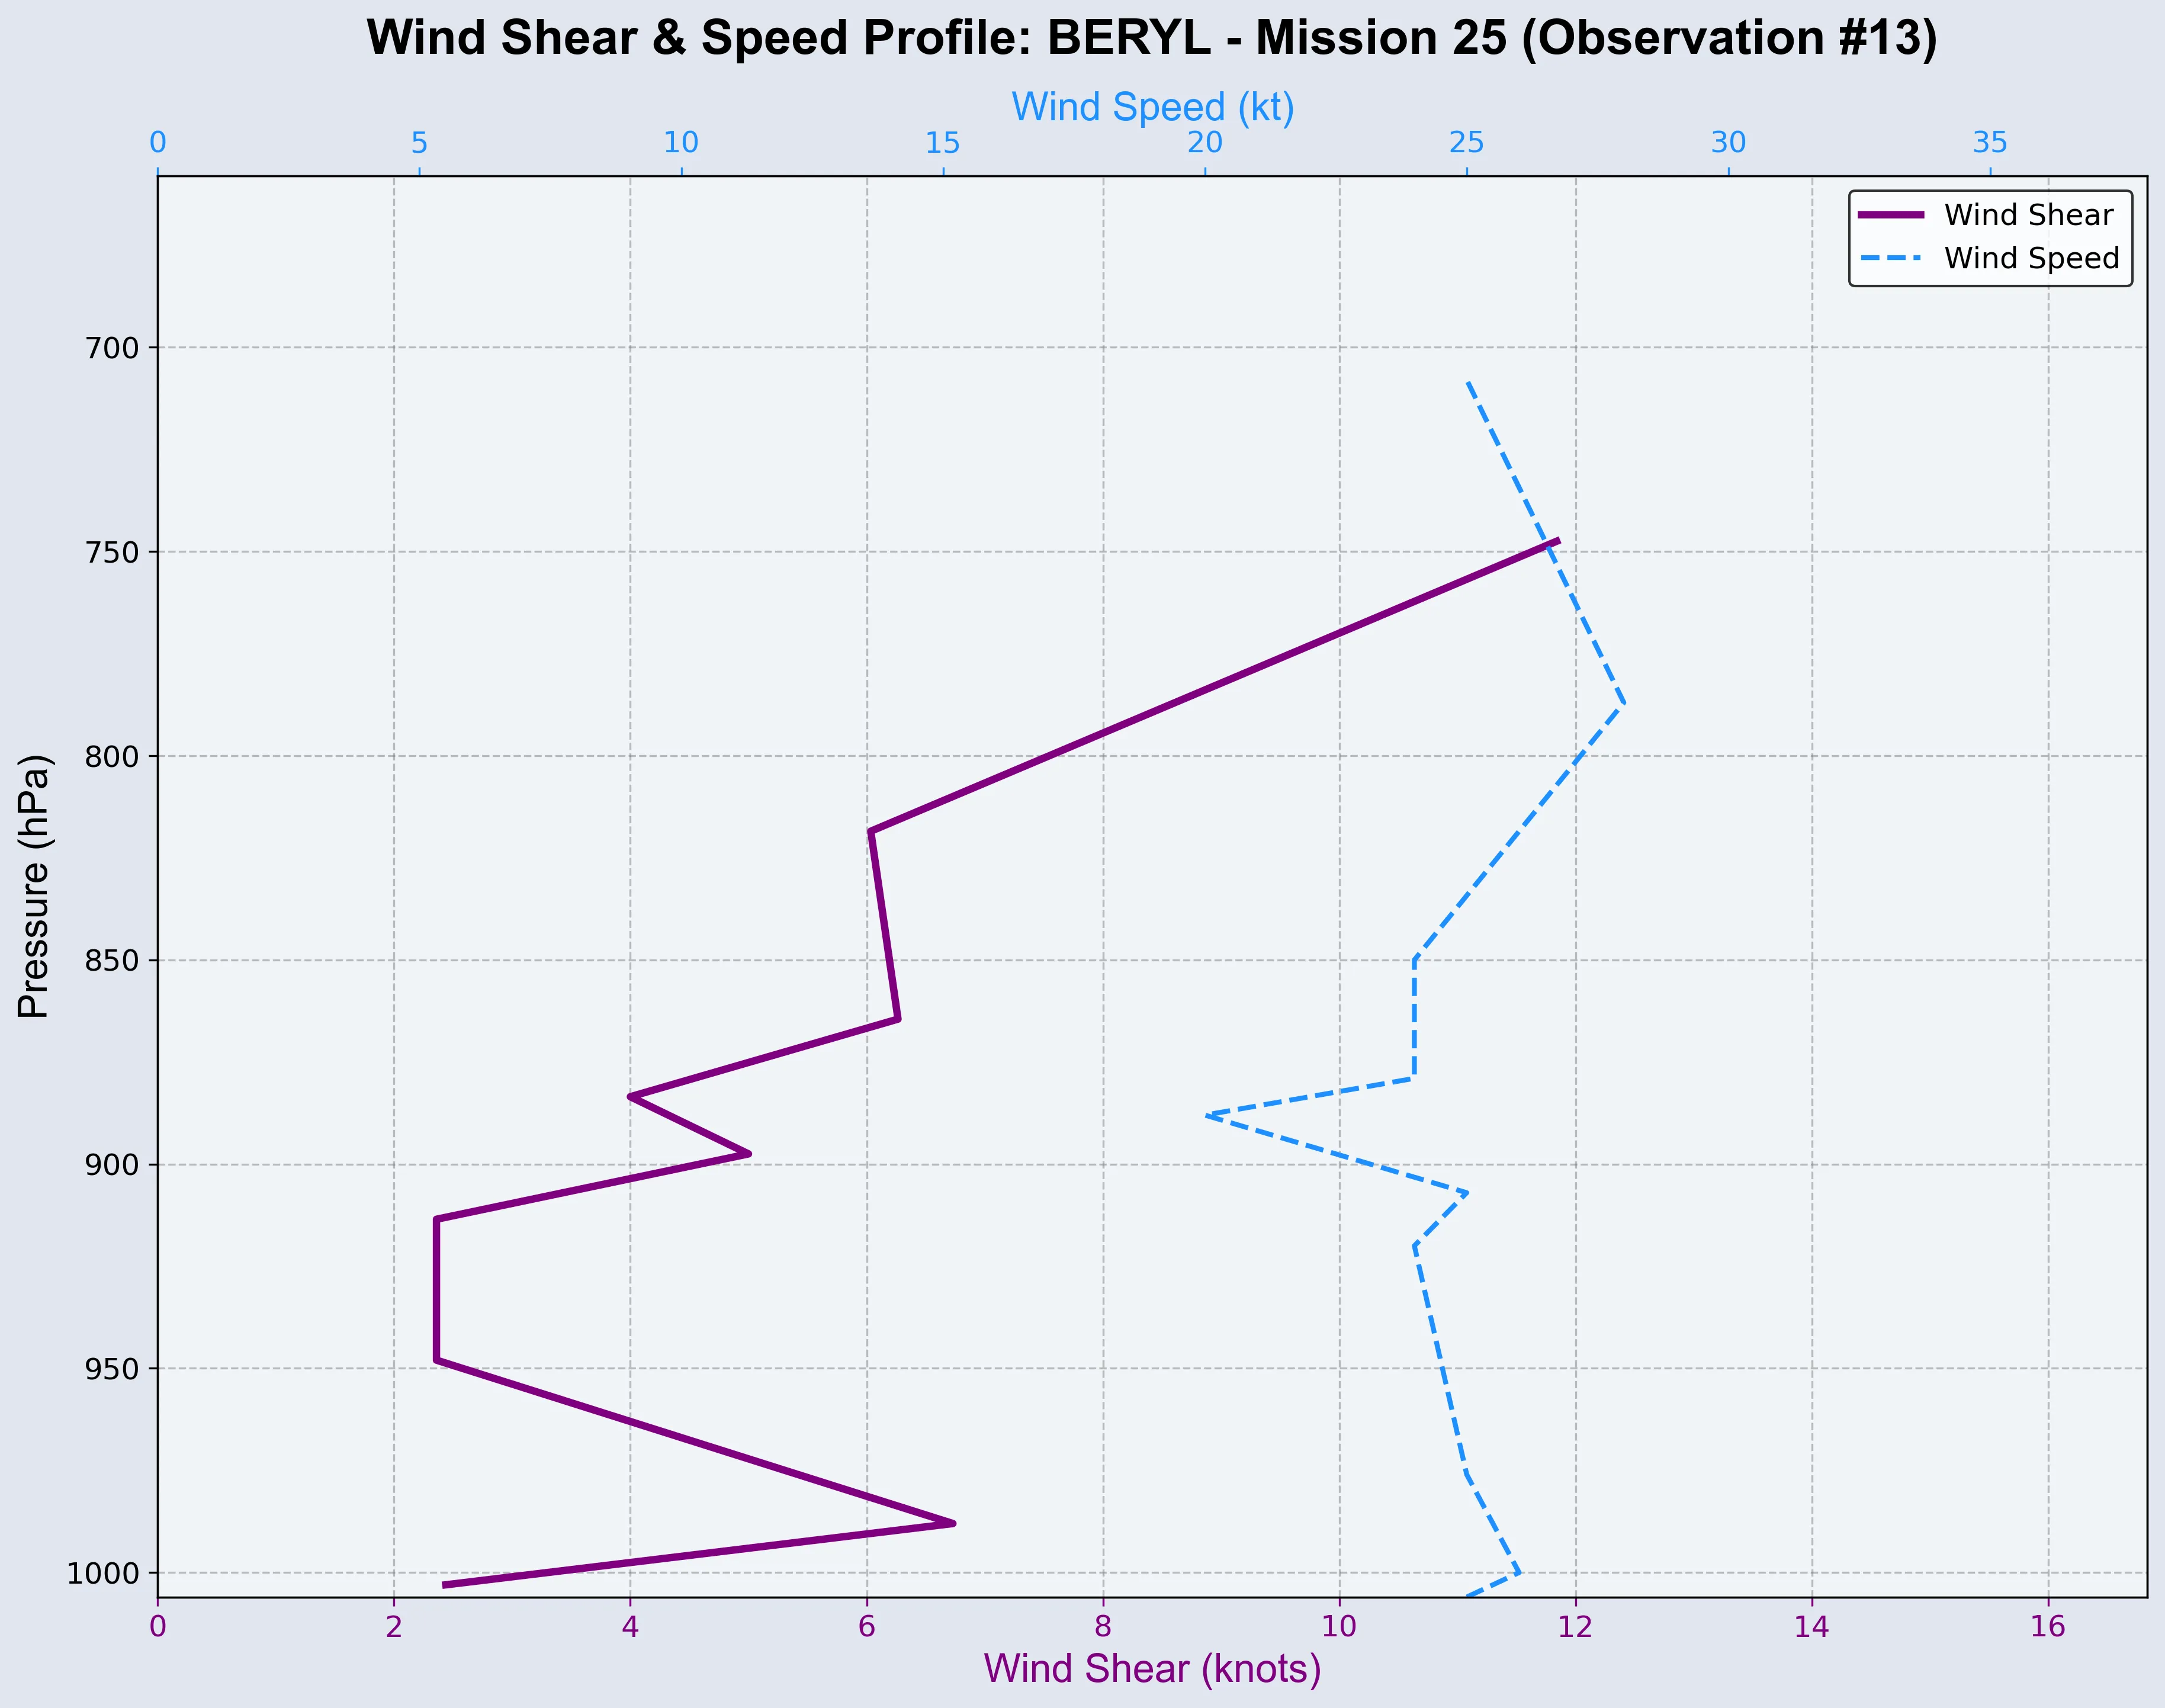 Wind Shear & Speed Profile: BERYL - Mission 25 (Observation #13)
Wind Speed (kt)
0 5 10 15 20 25 30 35
Wind Shear
Wind Speed
700
750
800
850
900
950
1000
Pressure (hPa)
0 2 4 6 8 10 12 14 16
Wind Shear (knots)